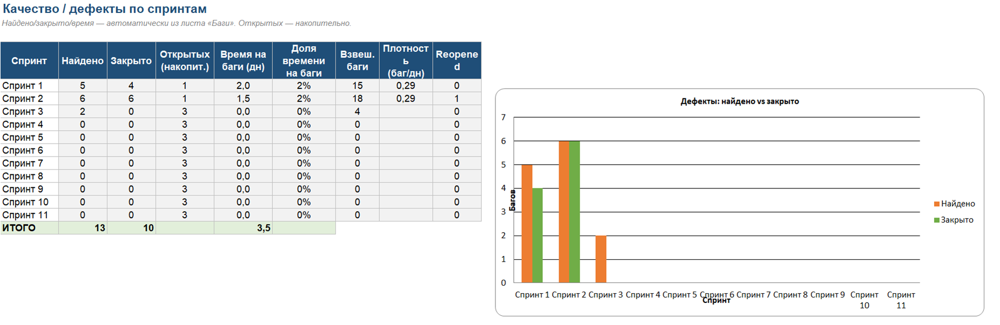 Качество / дефекты по спринтам
Найдено/закрыто/время — автоматически из листа «Баги». Открытых — накопительно.
Спринт Найдено Закрыто Открытых (накопит.) Время на баги (дн) Доля времени на баги Взвеш. баги Плотность (баг/дн) Reopened
Спринт 1 5 4 1 2,0 2% 15 0,29 0
Спринт 2 6 6 1 1,5 2% 18 0,29 1
Спринт 3 2 0 3 0,0 0% 4 0
Спринт 4 0 0 3 0,0 0% 0 0
Спринт 5 0 0 3 0,0 0% 0 0
Спринт 6 0 0 3 0,0 0% 0 0
Спринт 7 0 0 3 0,0 0% 0 0
Спринт 8 0 0 3 0,0 0% 0 0
Спринт 9 0 0 3 0,0 0% 0 0
Спринт 10 0 0 3 0,0 0% 0 0
Спринт 11 0 0 3 0,0 0% 0 0
ИТОГО 13 10 3,5
Дефекты: найдено vs закрыто
7
6
5
4
3
2
1
0
Багов
Спринт 1 Спринт 2 Спринт 3 Спринт 4 Спринт 5 Спринт 6 Спринт 7 Спринт 8 Спринт 9 Спринт 10 Спринт 11
Спринт
Найдено
Закрыто